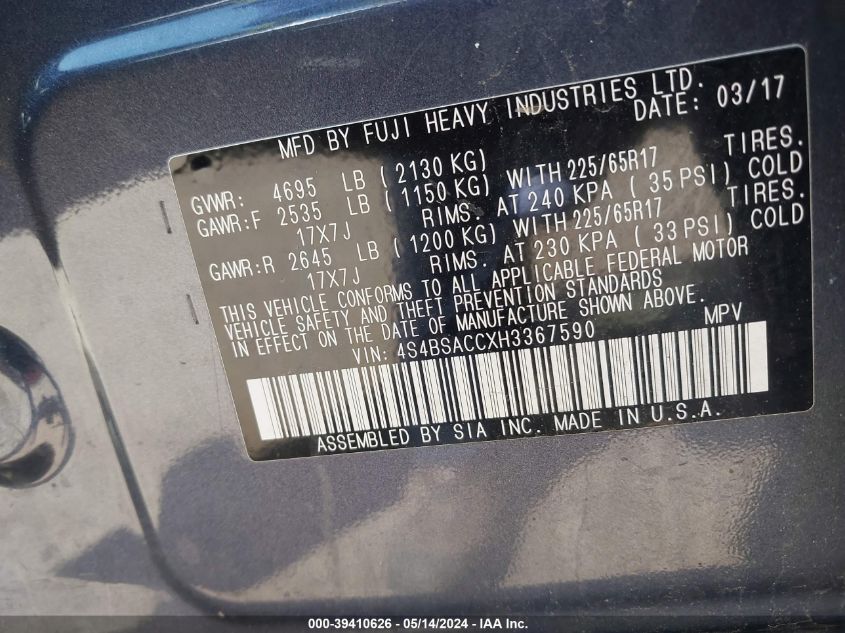 MFD BY FUJI HEAVY INDUSTRIES LTD.
DATE: 03/17
GVWR: 4695 LB ( 2130 KG)
GAWR:F 2535 LB ( 1150 KG) WITH 225/65R17 TIRES.
17X7J RIMS. AT 240 KPA ( 35 PSI) COLD
GAWR:R 2645 LB ( 1200 KG) WITH 225/65R17 TIRES.
17X7J RIMS. AT 230 KPA ( 33 PSI) COLD
THIS VEHICLE CONFORMS TO ALL APPLICABLE FEDERAL MOTOR
VEHICLE SAFETY AND THEFT PREVENTION STANDARDS
IN EFFECT ON THE DATE OF MANUFACTURE SHOWN ABOVE.
VIN: 4S4BSACCXH3367590 MPV
ASSEMBLED BY SIA INC. MADE IN U.S.A.
000-39410626 - 05/14/2024 - IAA Inc.